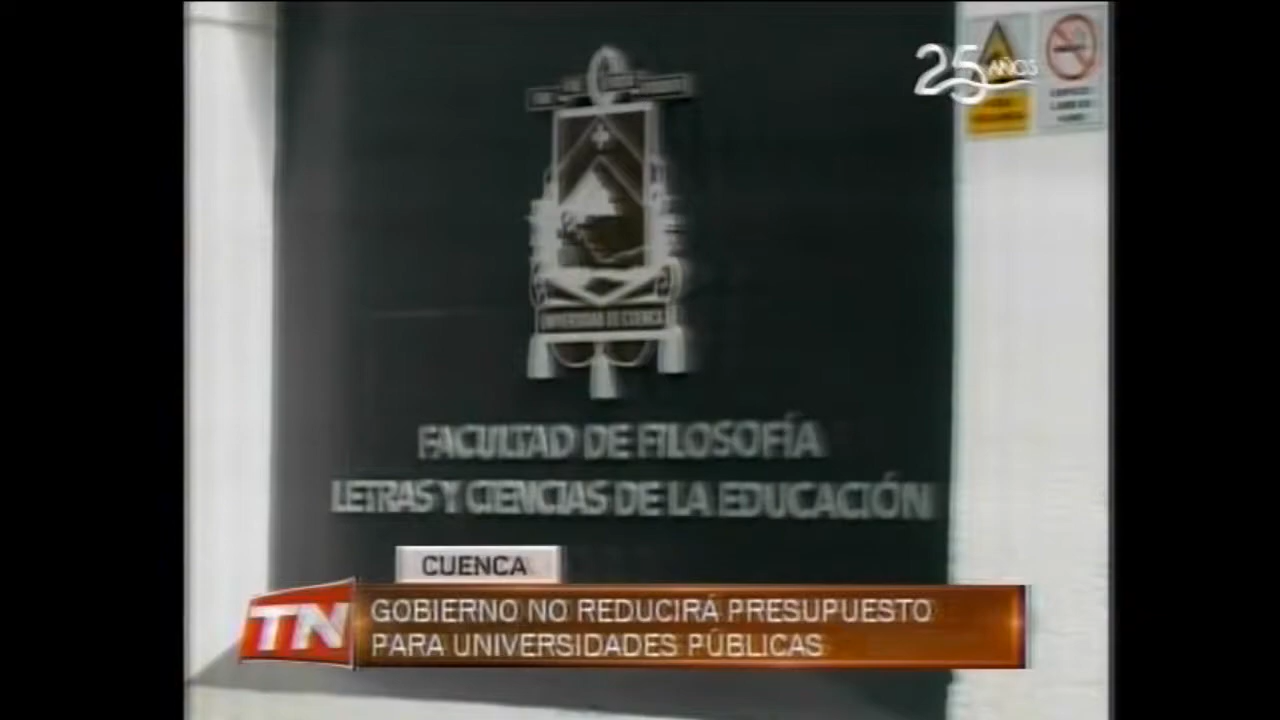 25 AÑOS
UNIVERSIDAD DE CUENCA
FACULTAD DE FILOSOFÍA
LETRAS Y CIENCIAS DE LA EDUCACIÓN
CUENCA
TN
GOBIERNO NO REDUCIRÁ PRESUPUESTO
PARA UNIVERSIDADES PÚBLICAS